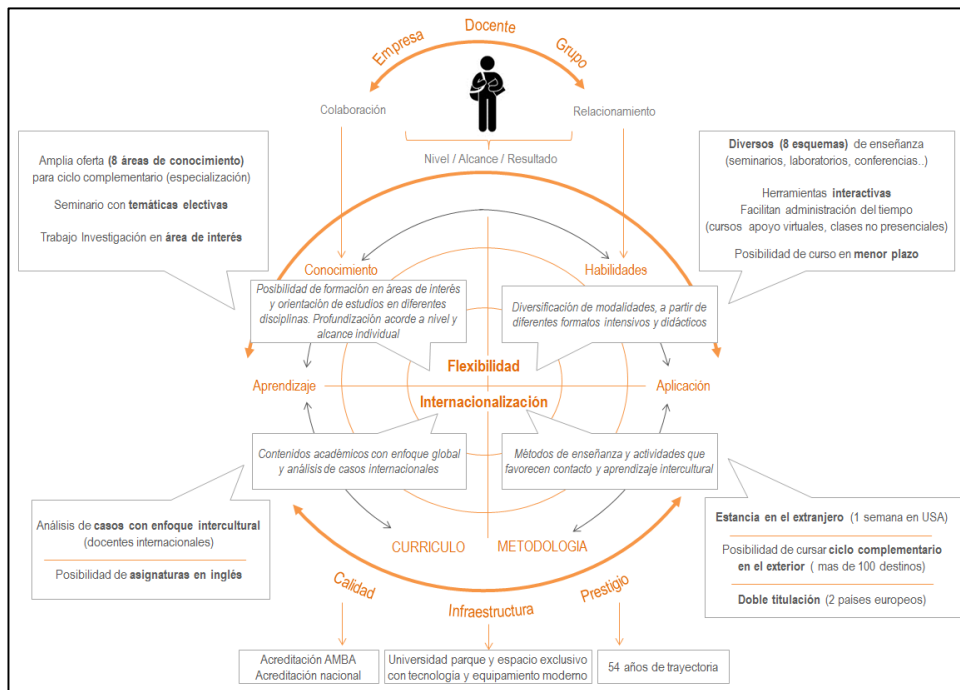 Empresa
Docente
Grupo
Colaboración
Relacionamiento
Nivel / Alcance / Resultado
Amplia oferta (8 áreas de conocimiento)
para ciclo complementario (especialización)
Seminario con temáticas electivas
Trabajo Investigación en área de interés
Diversos (8 esquemas) de enseñanza
(seminarios, laboratorios, conferencias..)
Herramientas interactivas
Facilitan administración del tiempo
(cursos apoyo virtuales, clases no presenciales)
Posibilidad de curso en menor plazo
Conocimiento
Habilidades
Posibilidad de formación en áreas de interés
y orientación de estudios en diferentes
disciplinas. Profundización acorde a nivel y
alcance individual
Diversificación de modalidades, a partir de
diferentes formatos intensivos y didácticos
Flexibilidad
Aprendizaje
Aplicación
Internacionalización
Contenidos académicos con enfoque global
y análisis de casos internacionales
Métodos de enseñanza y actividades que
favorecen contacto y aprendizaje intercultural
Análisis de casos con enfoque intercultural
(docentes internacionales)
Posibilidad de asignaturas en inglés
Estancia en el extranjero (1 semana en USA)
Posibilidad de cursar ciclo complementario
en el exterior ( mas de 100 destinos)
Doble titulación (2 países europeos)
CURRICULO
METODOLOGIA
Calidad
Infraestructura
Prestigio
Acreditación AMBA
Acreditación nacional
Universidad parque y espacio exclusivo
con tecnología y equipamiento moderno
54 años de trayectoria